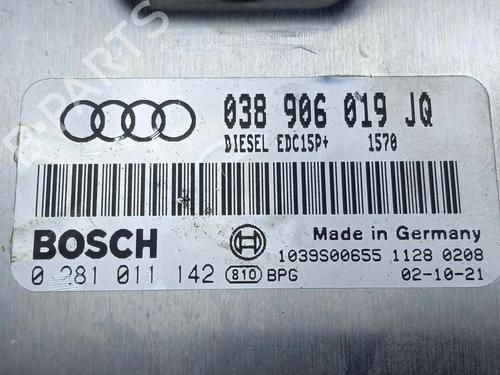 038 906 019 JQ
DIESEL EDC15P+ 1570
BOSCH
Made in Germany
1039S00655 1128 0208
0 281 011 142 810 BPG 02-10-21